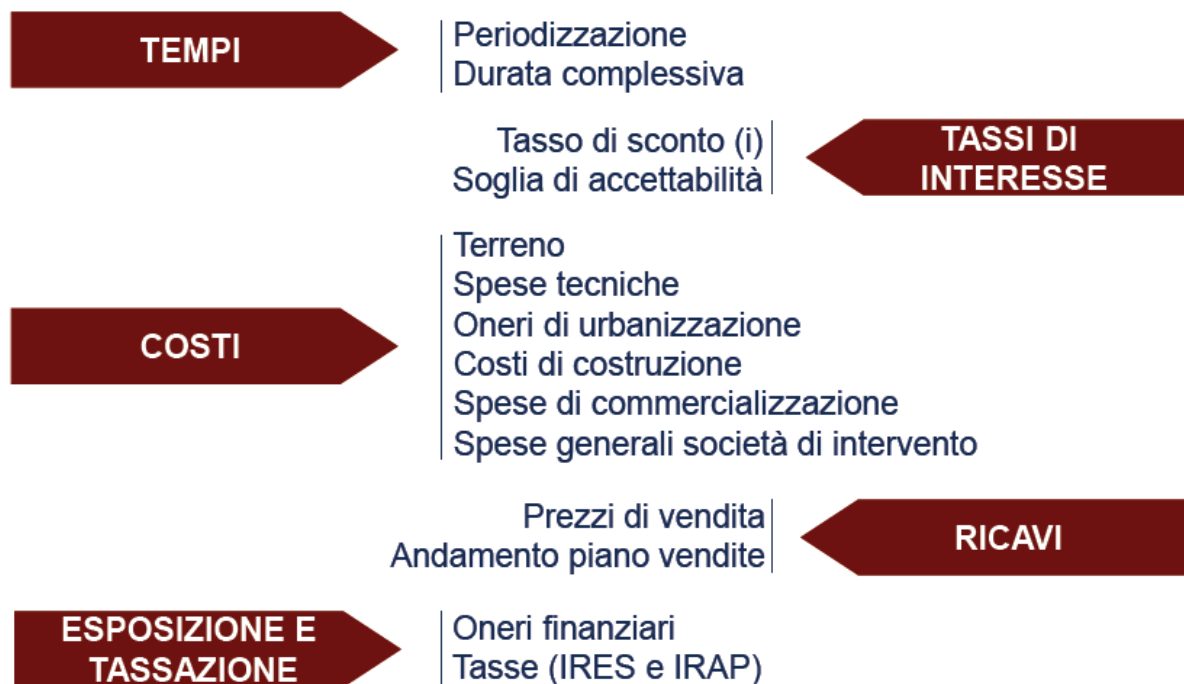 TEMPI
Periodizzazione
Durata complessiva
Tasso di sconto (i)
Soglia di accettabilità
TASSI DI
INTERESSE
COSTI
Terreno
Spese tecniche
Oneri di urbanizzazione
Costi di costruzione
Spese di commercializzazione
Spese generali società di intervento
Prezzi di vendita
Andamento piano vendite
RICAVI
ESPOSIZIONE E
TASSAZIONE
Oneri finanziari
Tasse (IRES e IRAP)